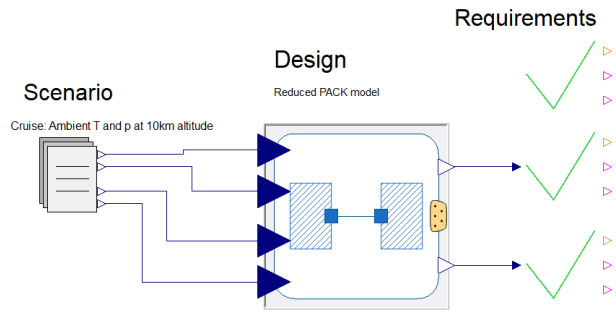 Requirements
Design
Reduced PACK model
Scenario
Cruise: Ambient T and p at 10km altitude